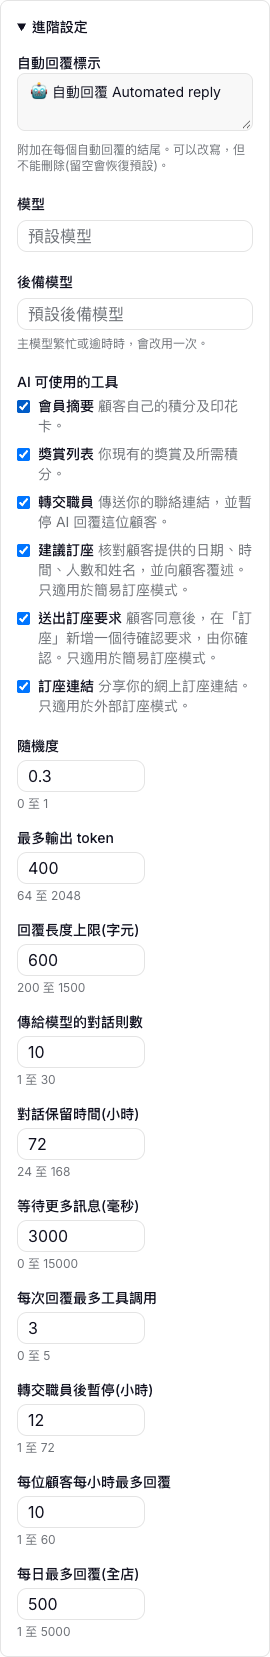 ▼ 進階設定
自動回覆標示
🤖 自動回覆 Automated reply
附加在每個自動回覆的結尾。可以改寫，但
不能刪除(留空會恢復預設)。
模型
預設模型
後備模型
預設後備模型
主模型繁忙或逾時時，會改用一次。
AI 可使用的工具
會員摘要 顧客自己的積分及印花
卡。
獎賞列表 你現有的獎賞及所需積
分。
轉交職員 傳送你的聯絡連結，並暫
停 AI 回覆這位顧客。
建議訂座 核對顧客提供的日期、時
間、人數和姓名，並向顧客覆述。
只適用於簡易訂座模式。
送出訂座要求 顧客同意後，在「訂
座」新增一個待確認要求，由你確
認。只適用於簡易訂座模式。
訂座連結 分享你的網上訂座連結。
只適用於外部訂座模式。
隨機度
0.3
0 至 1
最多輸出 token
400
64 至 2048
回覆長度上限(字元)
600
200 至 1500
傳給模型的對話則數
10
1 至 30
對話保留時間(小時)
72
24 至 168
等待更多訊息(毫秒)
3000
0 至 15000
每次回覆最多工具調用
3
0 至 5
轉交職員後暫停(小時)
12
1 至 72
每位顧客每小時最多回覆
10
1 至 60
每日最多回覆(全店)
500
1 至 5000